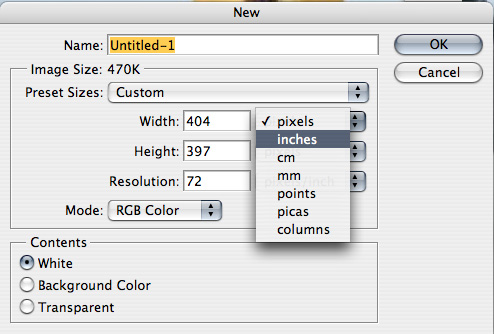 New
Name: Untitled-1
OK
Image Size: 470K
Cancel
Preset Sizes: Custom
Width: 404
✓ pixels
inches
Height: 397
cm
mm
Resolution: 72
points
Mode: RGB Color
picas
columns
Contents
White
Background Color
Transparent